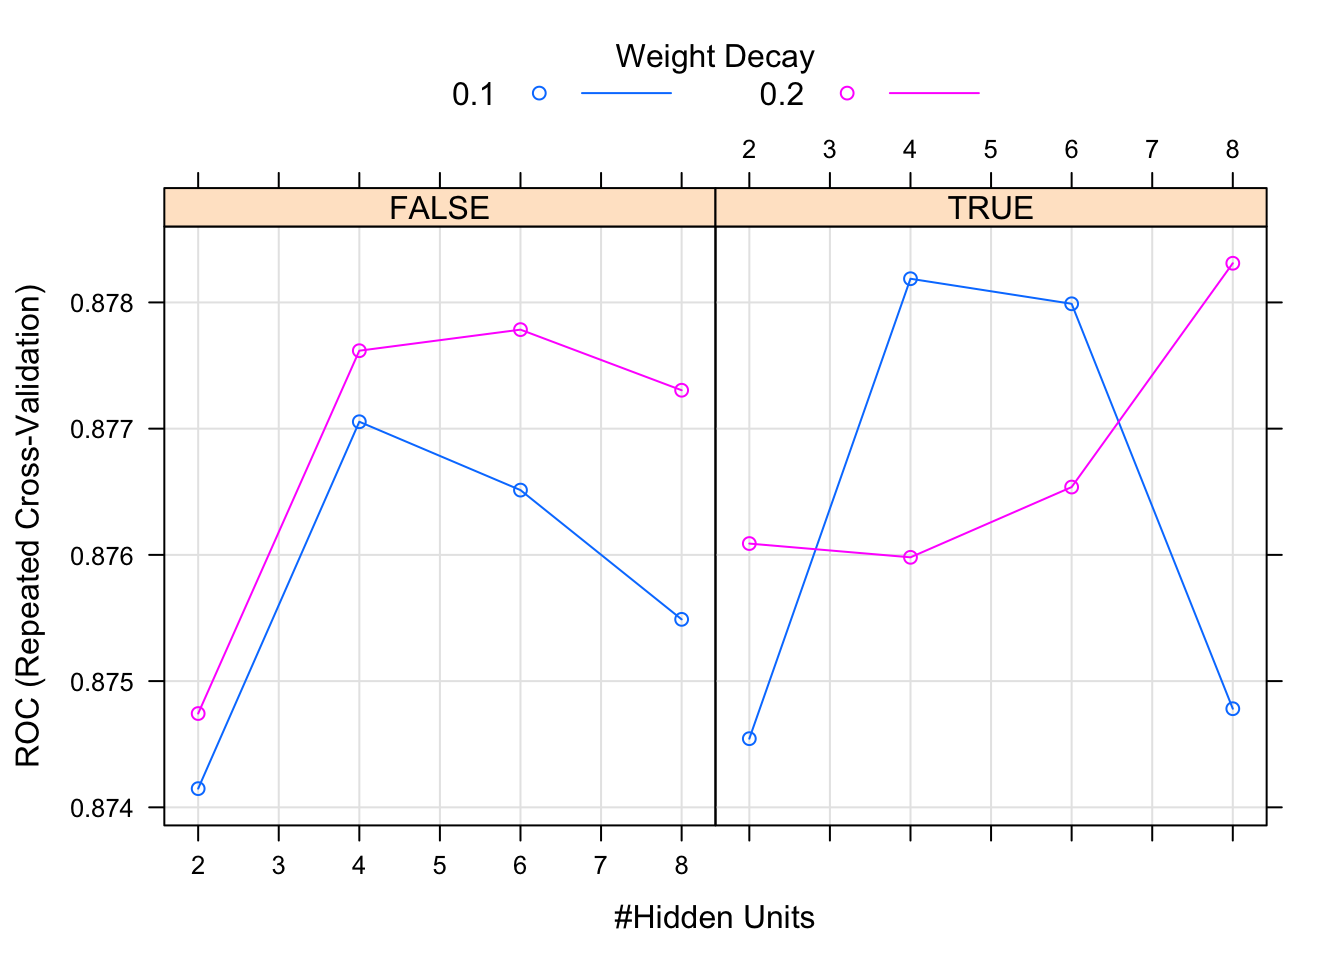 Weight Decay
0.1 0.2
2 3 4 5 6 7 8
FALSE TRUE
ROC (Repeated Cross-Validation)
0.878
0.877
0.876
0.875
0.874
2 3 4 5 6 7 8
#Hidden Units